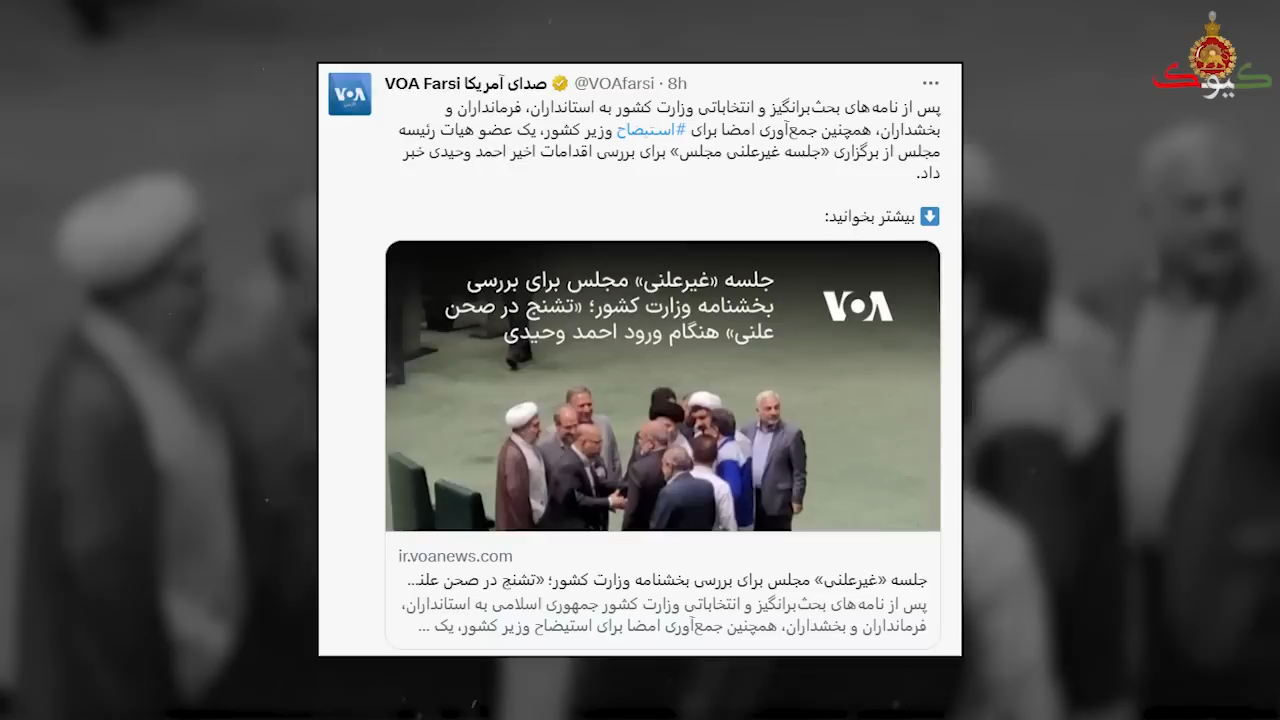 کیوک
VOA Farsi صدای آمریکا @VOAfarsi · 8h
پس از نامه‌های بحث‌برانگیز و انتخاباتی وزارت کشور به استانداران، فرمانداران و
بخشداران، همچنین جمع‌آوری امضا برای #استیضاح وزیر کشور، یک عضو هیات رئیسه
مجلس از برگزاری «جلسه غیرعلنی مجلس» برای بررسی اقدامات اخیر احمد وحیدی خبر
داد.
بیشتر بخوانید:
جلسه «غیرعلنی» مجلس برای بررسی
بخشنامه وزارت کشور؛ «تشنج در صحن
علنی» هنگام ورود احمد وحیدی
VOA
ir.voanews.com
جلسه «غیرعلنی» مجلس برای بررسی بخشنامه وزارت کشور؛ «تشنج در صحن علنـ...
پس از نامه‌های بحث‌برانگیز و انتخاباتی وزارت کشور جمهوری اسلامی به استانداران،
فرمانداران و بخشداران، همچنین جمع‌آوری امضا برای استیضاح وزیر کشور، یک ...